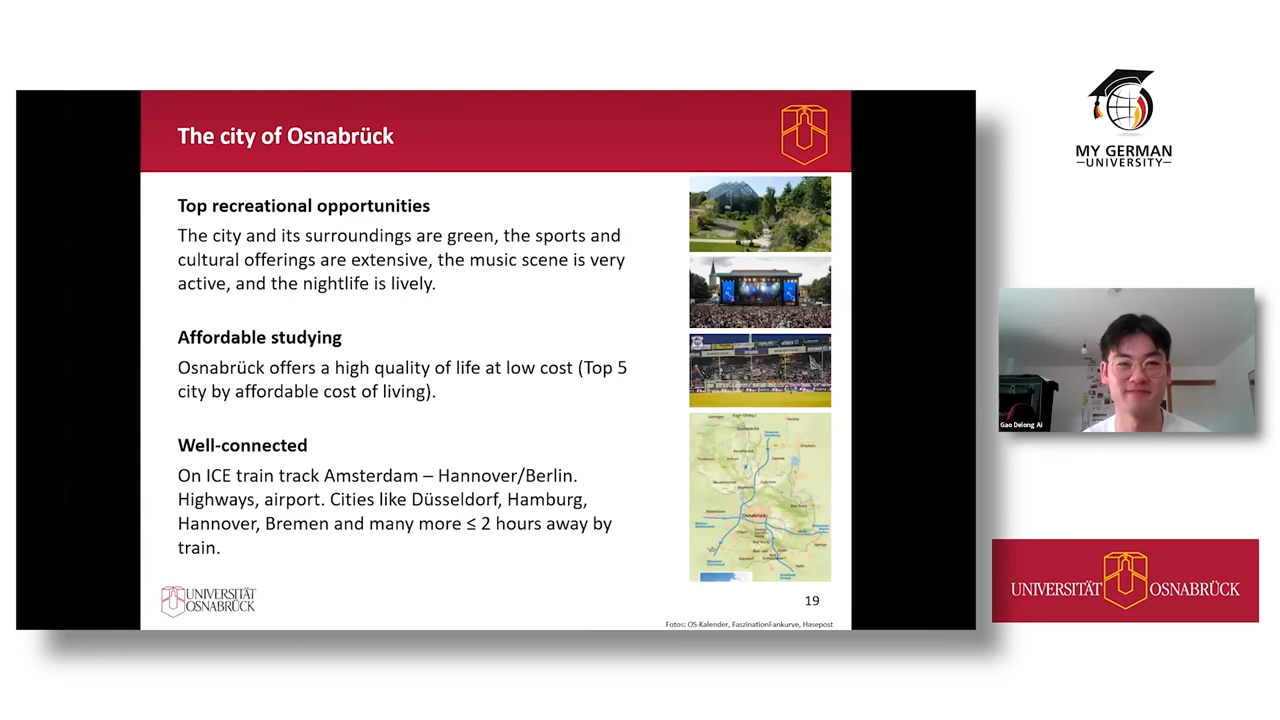 The city of Osnabrück
Top recreational opportunities
The city and its surroundings are green, the sports and
cultural offerings are extensive, the music scene is very
active, and the nightlife is lively.
Affordable studying
Osnabrück offers a high quality of life at low cost (Top 5
city by affordable cost of living).
Well-connected
On ICE train track Amsterdam – Hannover/Berlin.
Highways, airport. Cities like Düsseldorf, Hamburg,
Hannover, Bremen and many more ≤ 2 hours away by
train.
Osnabrück
UNIVERSITÄT
OSNABRÜCK
19
Fotos: OS-Kalender, FaszinationFankurve, Hasepost
MY GERMAN
UNIVERSITY
Gao Delong Ai
UNIVERSITÄT OSNABRÜCK